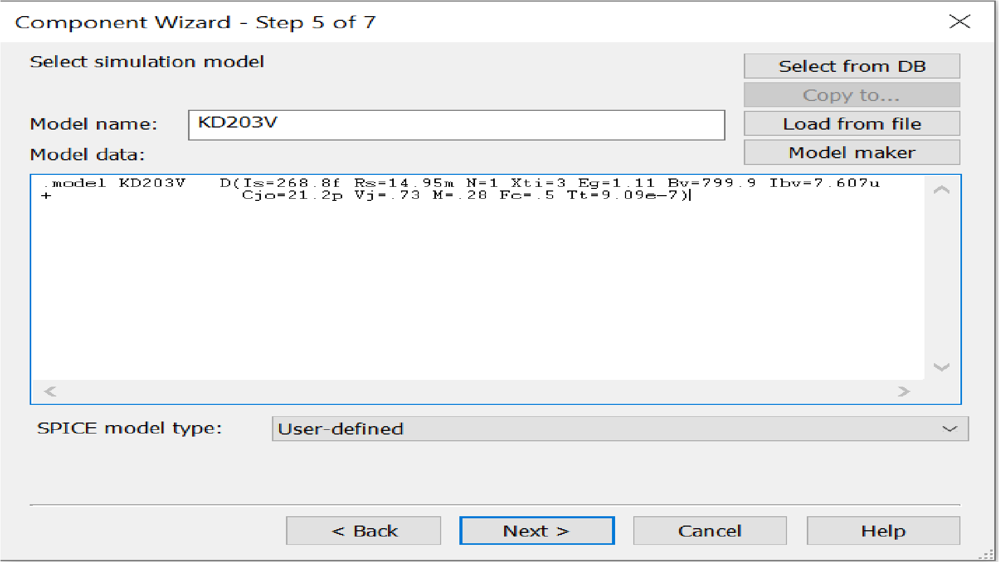 Component Wizard - Step 5 of 7
Select simulation model
Select from DB
Copy to...
Model name:
KD203V
Load from file
Model data:
Model maker
.model KD203V D(Is=268.8f Rs=14.95m N=1 Xti=3 Eg=1.11 Bv=799.9 Ibv=7.607u
+ Cjo=21.2p Vj=.73 M=.28 Fc=.5 Tt=9.09e-7)
SPICE model type:
User-defined
< Back
Next >
Cancel
Help